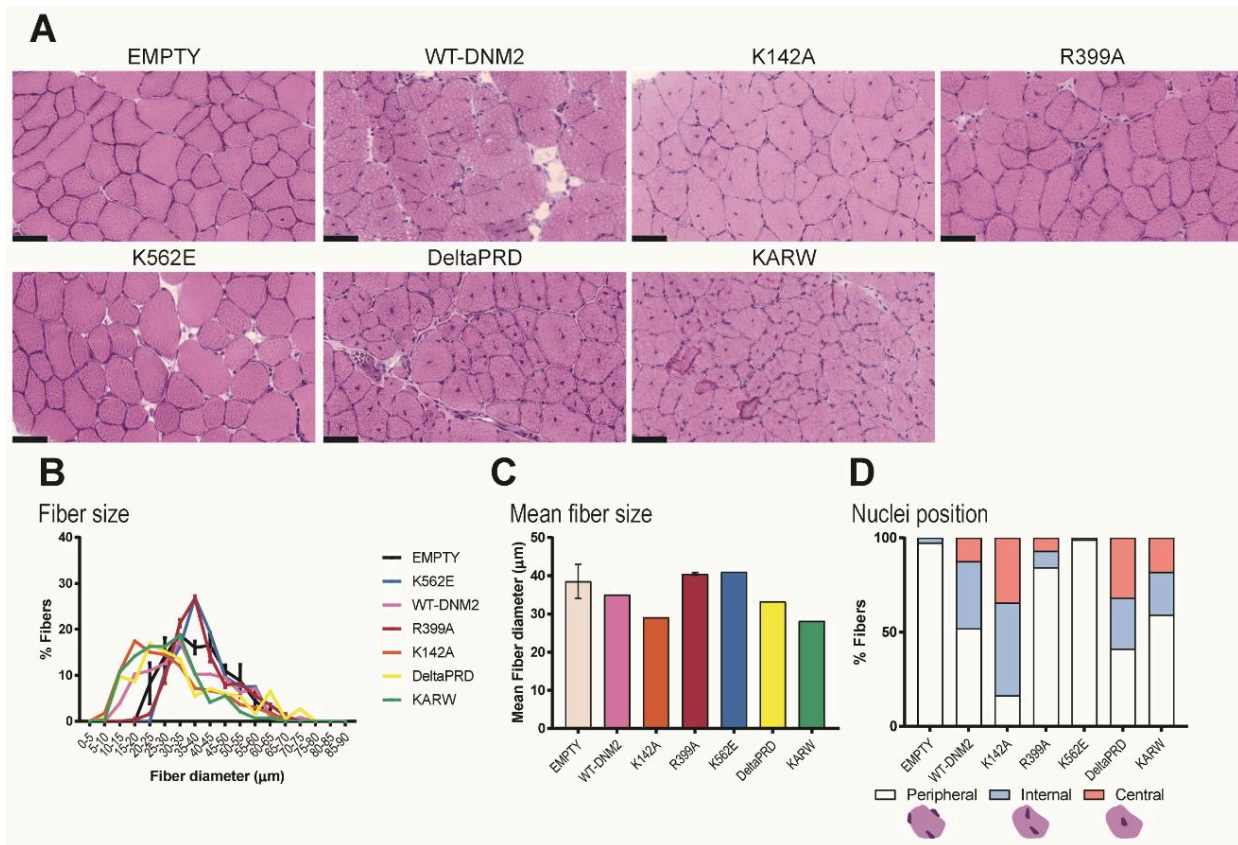 A
EMPTY
WT-DNM2
K142A
R399A
K562E
DeltaPRD
KARW
B
Fiber size
40
30
20
10
0
% Fibers
0-5
5-10
10-15
15-20
20-25
25-30
30-35
35-40
40-45
45-50
50-55
55-60
60-65
65-70
70-75
75-80
80-85
85-90
Fiber diameter (µm)
EMPTY
K562E
WT-DNM2
R399A
K142A
DeltaPRD
KARW
C
Mean fiber size
50
40
30
20
10
0
Mean Fiber diameter (µm)
EMPTY
WT-DNM2
K142A
R399A
K562E
DeltaPRD
KARW
D
Nuclei position
100
50
0
% Fibers
EMPTY
WT-DNM2
K142A
R399A
K562E
DeltaPRD
KARW
Peripheral
Internal
Central